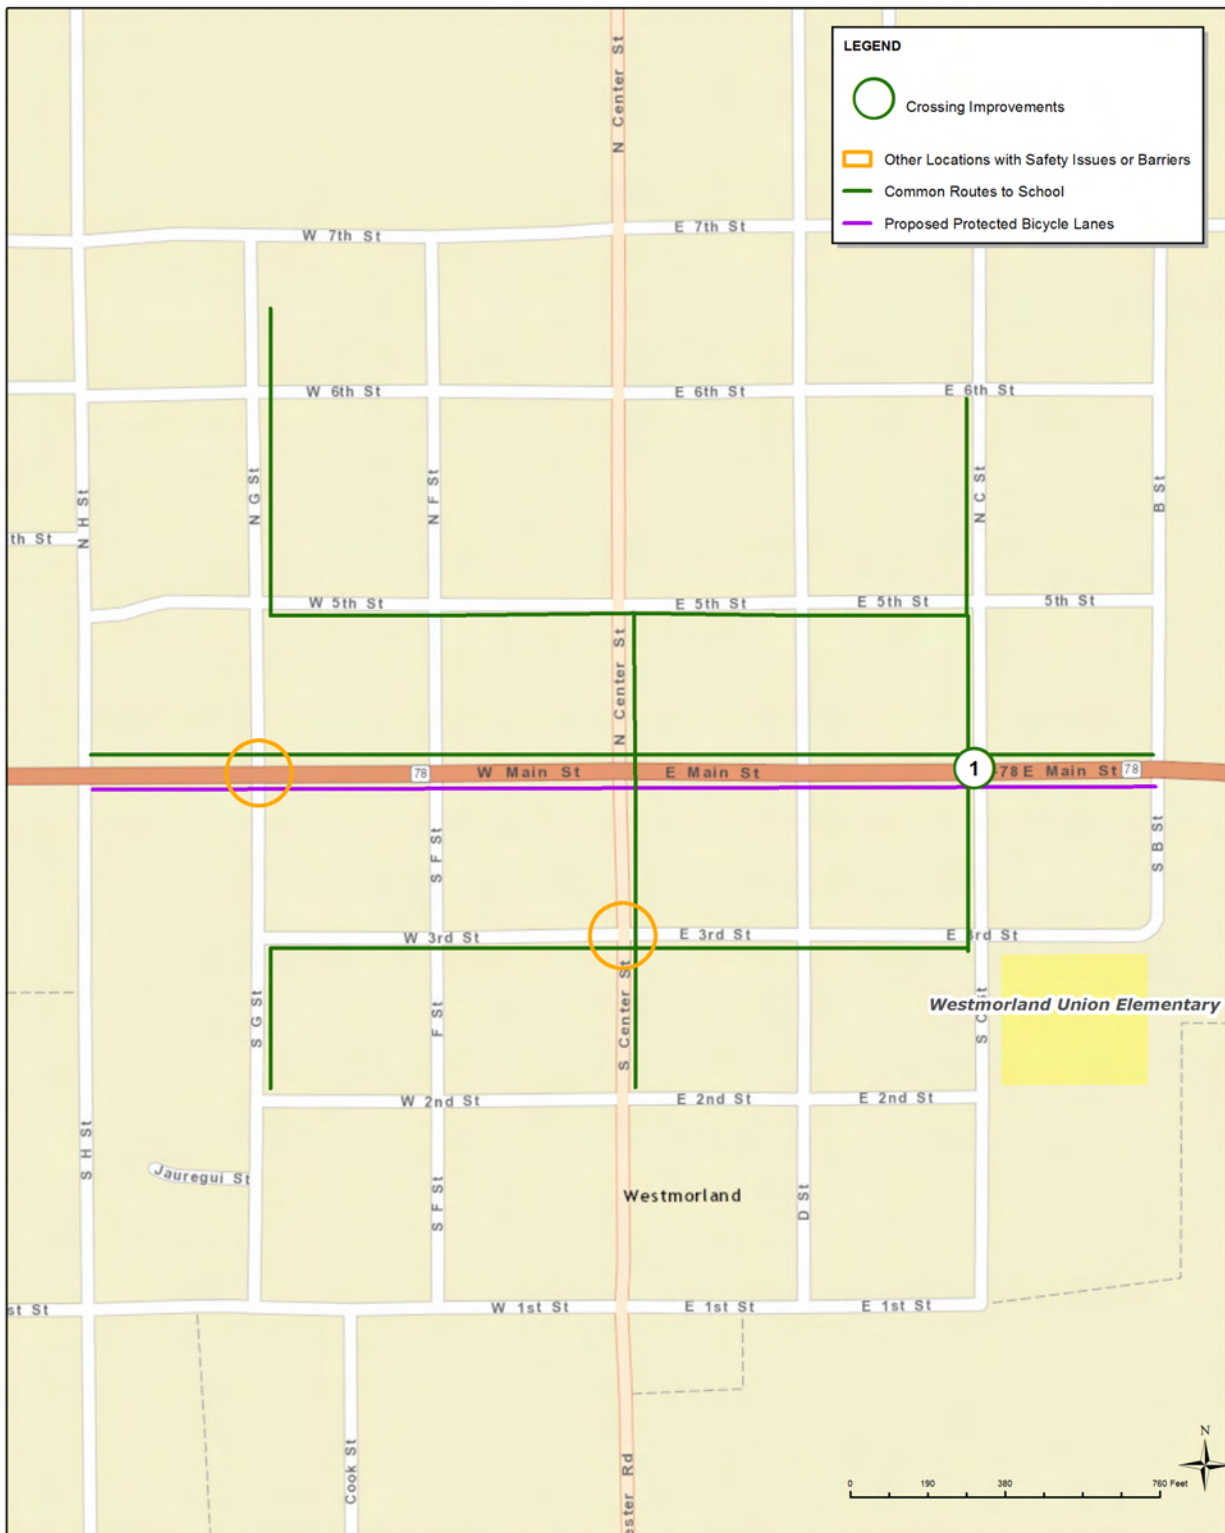 N Center St
LEGEND
Crossing Improvements
Other Locations with Safety Issues or Barriers
Common Routes to School
Proposed Protected Bicycle Lanes
W 7th St
E 7th St
W 6th St
E 6th St
E 6th St
N H St
N G St
N F St
N C St
B St
th St
W 5th St
E 5th St
E 5th St
5th St
N Center St
78
W Main St
E Main St
1
78 E Main St
78
S F St
S B St
W 3rd St
E 3rd St
E 3rd St
S G St
F St
S Center St
S C St
Westmorland Union Elementary
W 2nd St
E 2nd St
E 2nd St
S H St
Jauregui St
S F St
Westmorland
D St
st St
W 1st St
E 1st St
E 1st St
Cook St
ester Rd
N
0 190 380 760 Feet